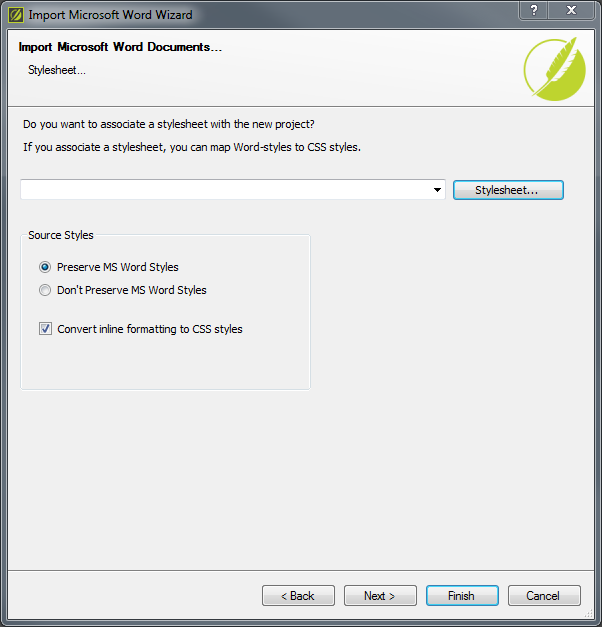 Import Microsoft Word Wizard
?
X
Import Microsoft Word Documents...
Stylesheet...
Do you want to associate a stylesheet with the new project?
If you associate a stylesheet, you can map Word-styles to CSS styles.
Stylesheet...
Source Styles
Preserve MS Word Styles
Don't Preserve MS Word Styles
Convert inline formatting to CSS styles
< Back Next > Finish Cancel